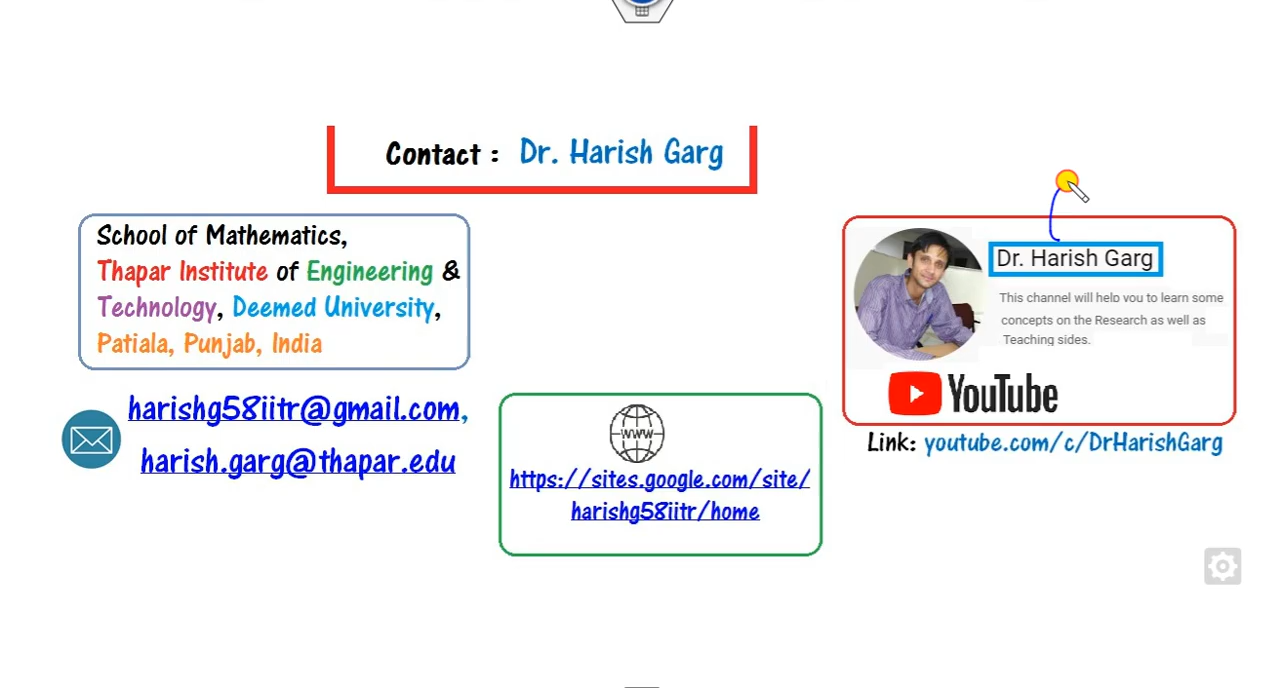 Contact : Dr. Harish Garg
School of Mathematics,
Thapar Institute of Engineering &
Technology, Deemed University,
Patiala, Punjab, India
harishg58iitr@gmail.com,
harish.garg@thapar.edu
www
https://sites.google.com/site/
harishg58iitr/home
Dr. Harish Garg
This channel will help you to learn some
concepts on the Research as well as
Teaching sides.
YouTube
Link: youtube.com/c/DrHarishGarg